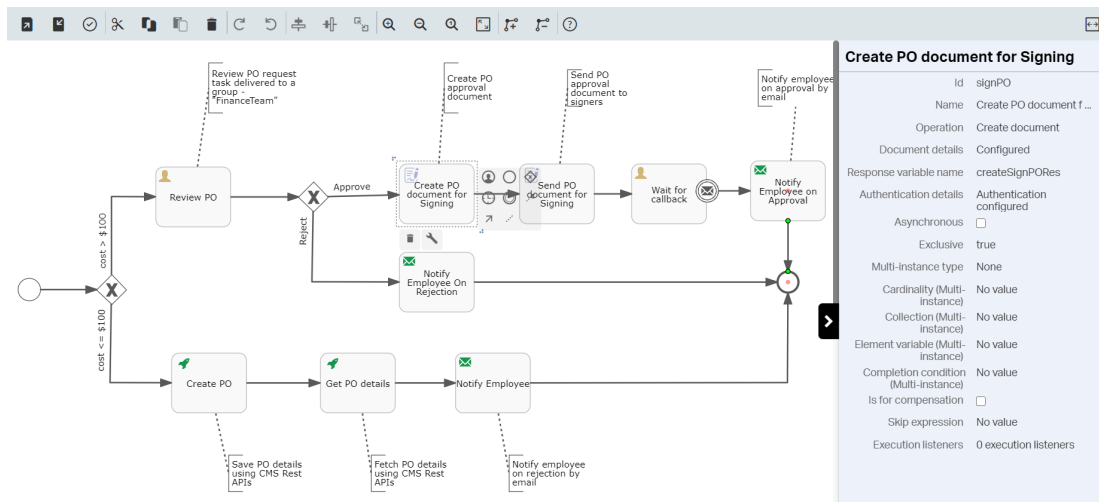 Review PO request
task delivered to a
group -
"FinanceTeam"
Create PO
approval
document
Send PO
approval
document to
signers
Notify employee
on approval by
email
Review PO
Approve
Create PO
document for
Signing
Send PO
document for
Signing
Wait for
callback
Notify
Employee on
Approval
cost > $100
Reject
Notify
Employee On
Rejection
cost <= $100
Create PO
Get PO details
Notify Employee
Save PO details
using CMS Rest
APIs
Fetch PO details
using CMS Rest
APIs
Notify employee
on rejection by
email
Create PO document for Signing
Id signPO
Name Create PO document f ...
Operation Create document
Document details Configured
Response variable name createSignPORes
Authentication details Authentication
configured
Asynchronous
Exclusive true
Multi-instance type None
Cardinality (Multi-
instance) No value
Collection (Multi-
instance) No value
Element variable (Multi-
instance) No value
Completion condition
(Multi-instance) No value
Is for compensation
Skip expression No value
Execution listeners 0 execution listeners